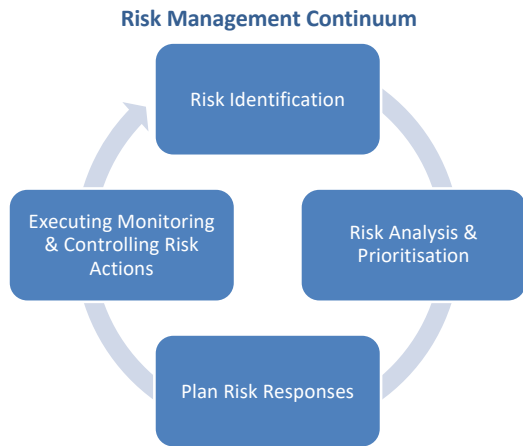 Risk Management Continuum
Risk Identification
Risk Analysis &
Prioritisation
Plan Risk Responses
Executing Monitoring
& Controlling Risk
Actions